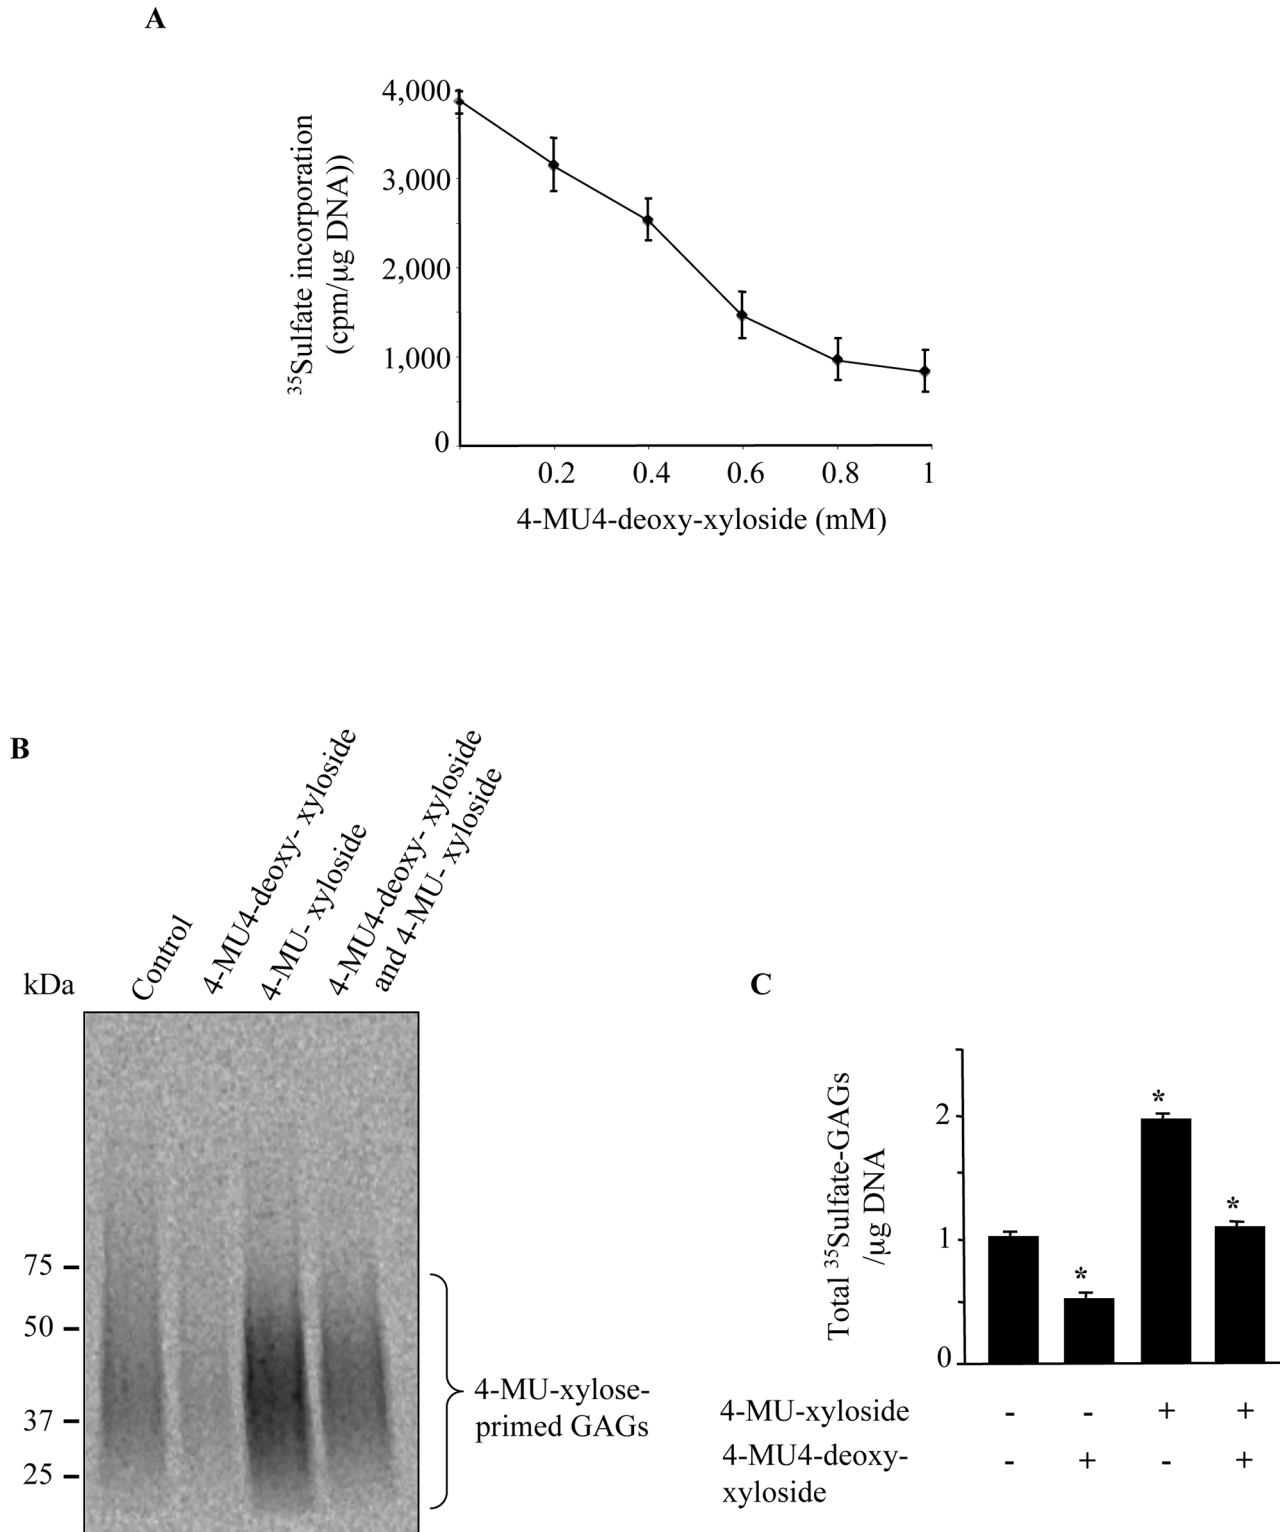 A
4,000
3,000
2,000
1,000
0
35Sulfate incorporation
(cpm/µg DNA))
0.2 0.4 0.6 0.8 1
4-MU4-deoxy-xyloside (mM)
B
kDa
Control
4-MU4-deoxy- xyloside
4-MU- xyloside
4-MU4-deoxy- xyloside
and 4-MU- xyloside
75
50
37
25
4-MU-xylose-
primed GAGs
C
Total 35Sulfate-GAGs
/µg DNA
2
1
0
*
*
*
4-MU-xyloside - - + +
4-MU4-deoxy- - + - +
xyloside